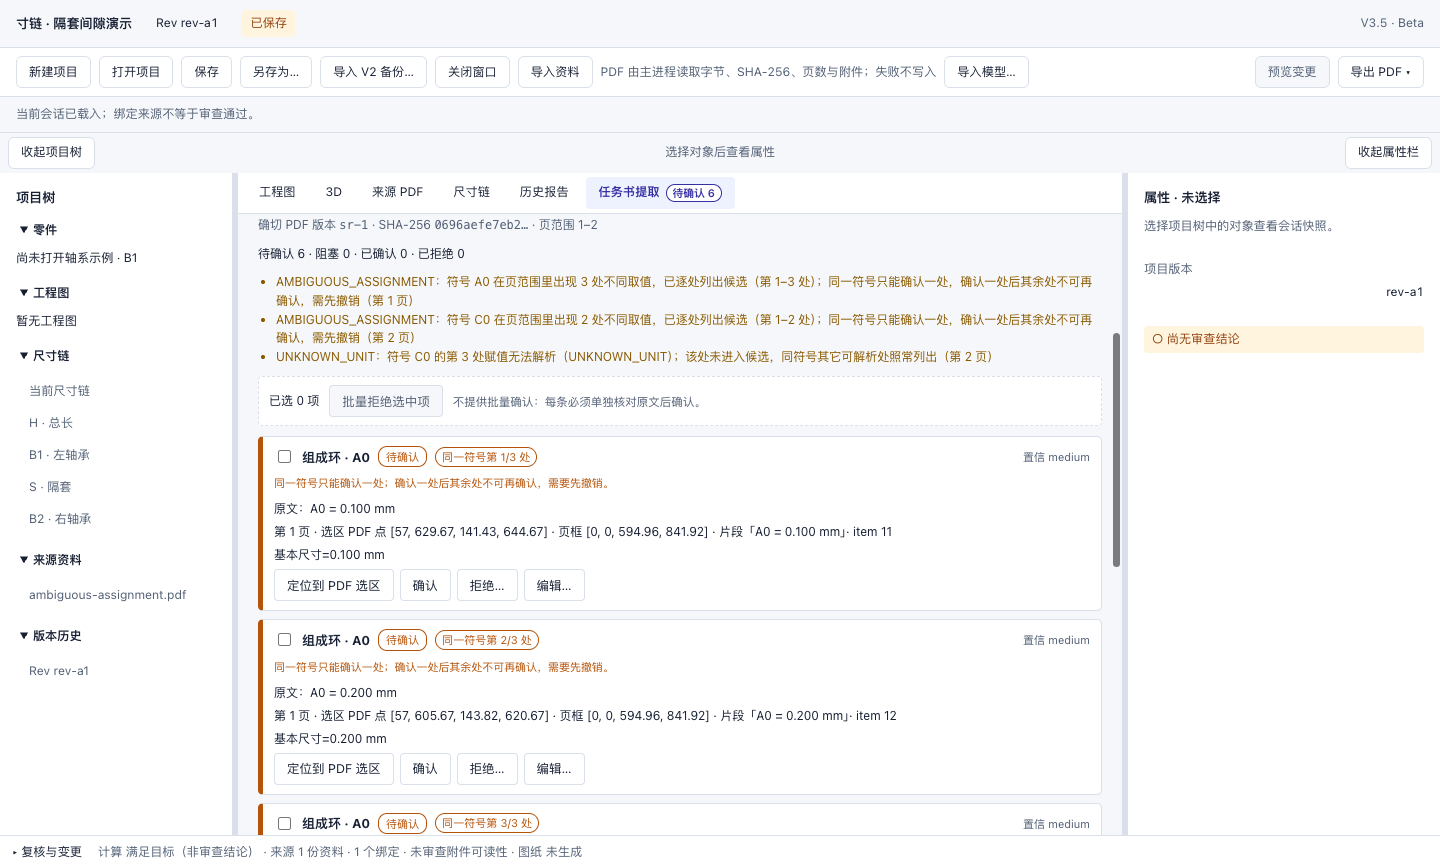 寸链 · 隔套间隙演示 Rev rev-a1 已保存 V3.5 · Beta
新建项目 打开项目 保存 另存为... 导入 V2 备份... 关闭窗口 导入资料 PDF 由主进程读取字节、SHA-256、页数与附件；失败不写入 导入模型... 预览变更 导出 PDF ▾
当前会话已载入；绑定来源不等于审查通过。
收起项目树 选择对象后查看属性 收起属性栏
项目树
▼ 零件
尚未打开轴系示例 · B1
▼ 工程图
暂无工程图
▼ 尺寸链
当前尺寸链
H · 总长
B1 · 左轴承
S · 隔套
B2 · 右轴承
▼ 来源资料
ambiguous-assignment.pdf
▼ 版本历史
Rev rev-a1
工程图 3D 来源 PDF 尺寸链 历史报告 任务书提取 待确认 6
确切 PDF 版本 sr-1 · SHA-256 0696aefe7eb2… · 页范围 1–2
待确认 6 · 阻塞 0 · 已确认 0 · 已拒绝 0
• AMBIGUOUS_ASSIGNMENT：符号 A0 在页范围里出现 3 处不同取值，已逐处列出候选（第 1–3 处）；同一符号只能确认一处，确认一处后其余处不可再
确认，需先撤销（第 1 页）
• AMBIGUOUS_ASSIGNMENT：符号 C0 在页范围里出现 2 处不同取值，已逐处列出候选（第 1–2 处）；同一符号只能确认一处，确认一处后其余处不可再
确认，需先撤销（第 2 页）
• UNKNOWN_UNIT：符号 C0 的第 3 处赋值无法解析（UNKNOWN_UNIT）；该处未进入候选，同符号其它可解析处照常列出（第 2 页）
已选 0 项 批量拒绝选中项 不提供批量确认：每条必须单独核对原文后确认。
组成环 · A0 待确认 同一符号第 1/3 处 置信 medium
同一符号只能确认一处；确认一处后其余处不可再确认，需要先撤销。
原文：A0 = 0.100 mm
第 1 页 · 选区 PDF 点 [57, 629.67, 141.43, 644.67] · 页框 [0, 0, 594.96, 841.92] · 片段「A0 = 0.100 mm」· item 11
基本尺寸=0.100 mm
定位到 PDF 选区 确认 拒绝... 编辑...
组成环 · A0 待确认 同一符号第 2/3 处 置信 medium
同一符号只能确认一处；确认一处后其余处不可再确认，需要先撤销。
原文：A0 = 0.200 mm
第 1 页 · 选区 PDF 点 [57, 605.67, 143.82, 620.67] · 页框 [0, 0, 594.96, 841.92] · 片段「A0 = 0.200 mm」· item 12
基本尺寸=0.200 mm
定位到 PDF 选区 确认 拒绝... 编辑...
组成环 · A0 待确认 同一符号第 3/3 处 置信 medium
属性 · 未选择
选择项目树中的对象查看会话快照。
项目版本
rev-a1
尚无审查结论
▸ 复核与变更 计算 满足目标（非审查结论） · 来源 1 份资料 · 1 个绑定 · 未审查附件可读性 · 图纸 未生成